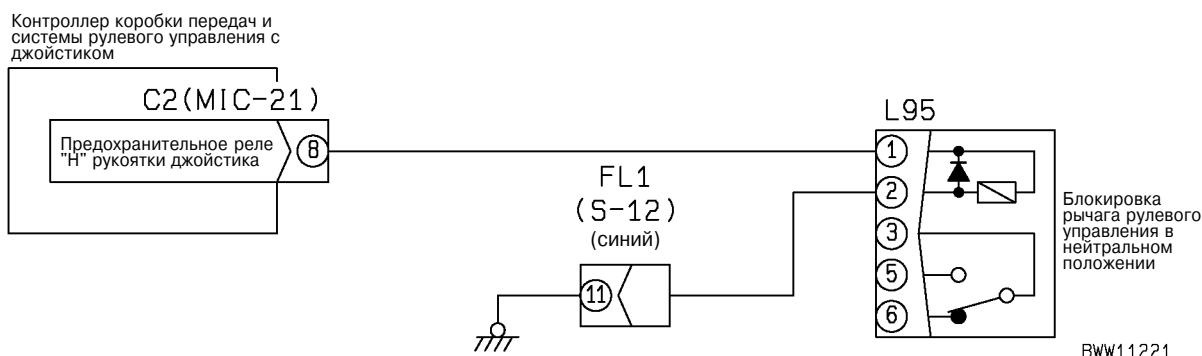 Контроллер коробки передач и
системы рулевого управления с
джойстиком
C2(MIC-21)
Предохранительное реле
"Н" рукоятки джойстика
8
L95
1
2
3
5
6
FL1
(S-12)
(синий)
11
Блокировка
рычага рулевого
управления в
нейтральном
положении
BWW11221